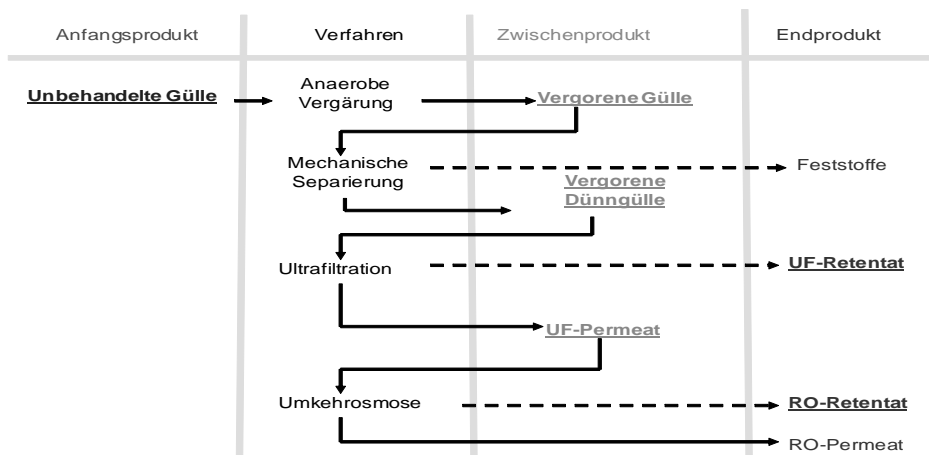 Anfangsprodukt Verfahren Zwischenprodukt Endprodukt
Unbehandelte Gülle
Anaerobe
Vergärung
Vergorene Gülle
Mechanische
Separierung
Feststoffe
Vergorene
Dünngülle
Ultrafiltration
UF-Retentat
UF-Permeat
Umkehrosmose
RO-Retentat
RO-Permeat